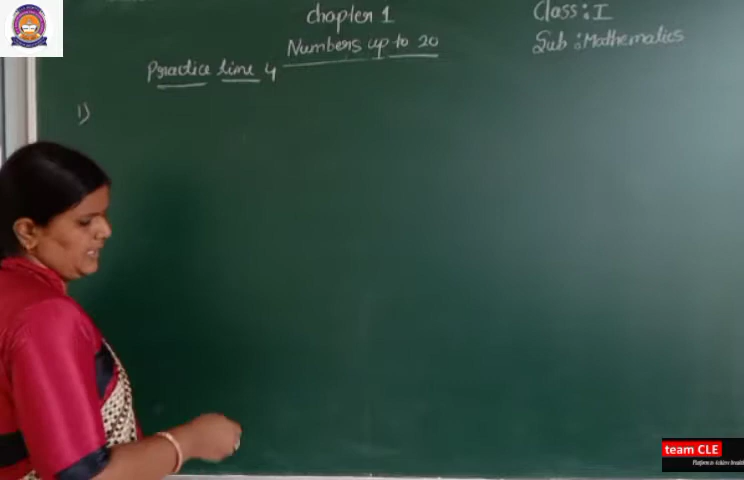 chapter 1
Numbers up to 20
Class: I
Sub: Mathematics
Practice time 4
1)
team CLE